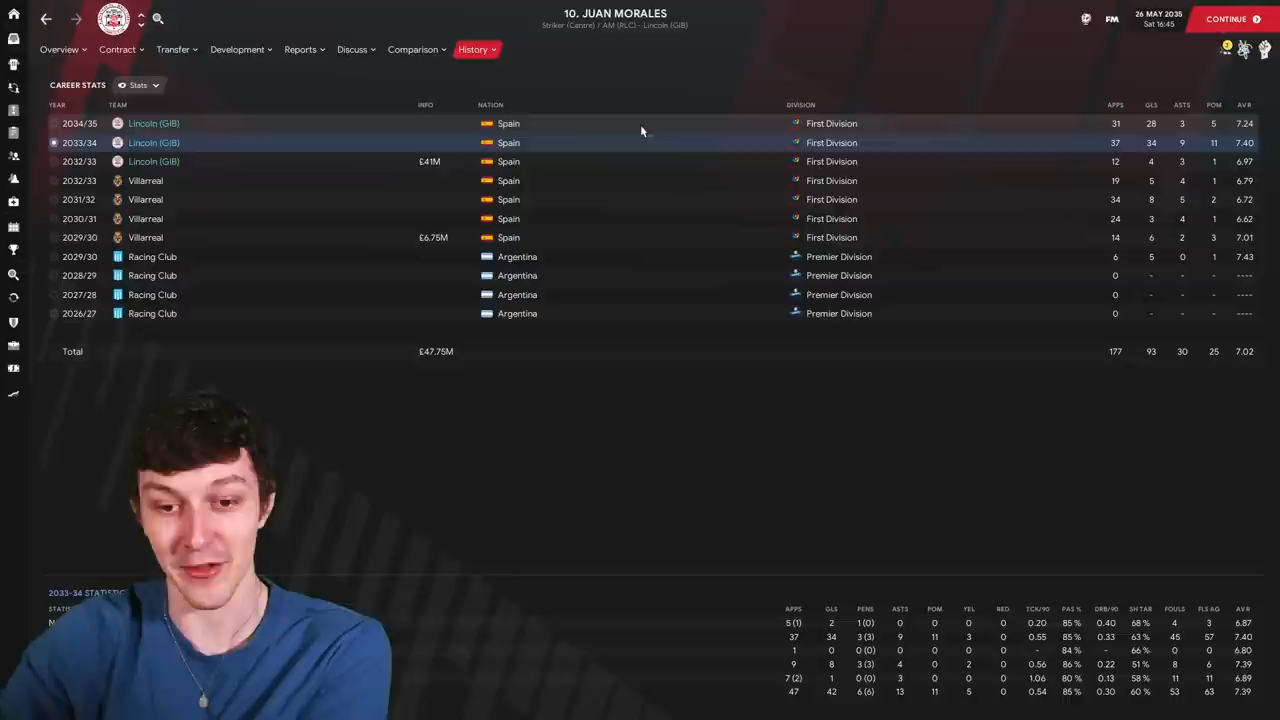 10. JUAN MORALES
Striker (Centre) / AM (RLC) - Lincoln (GIB)
FM
26 MAY 2035
Sat 16:45
CONTINUE
Overview Contract Transfer Development Reports Discuss Comparison History
3
CAREER STATS Stats
YEAR TEAM INFO NATION DIVISION APPS GLS ASTS POM AV R
2034/35 Lincoln (GIB) Spain First Division 31 28 3 5 7.24
2033/34 Lincoln (GIB) Spain First Division 37 34 9 11 7.40
2032/33 Lincoln (GIB) £41M Spain First Division 12 4 3 1 6.97
2032/33 Villarreal Spain First Division 19 5 4 1 6.79
2031/32 Villarreal Spain First Division 34 8 5 2 6.72
2030/31 Villarreal Spain First Division 24 3 4 1 6.62
2029/30 Villarreal £6.75M Spain First Division 14 6 2 3 7.01
2029/30 Racing Club Argentina Premier Division 6 5 0 1 7.43
2028/29 Racing Club Argentina Premier Division 0 - - - ----
2027/28 Racing Club Argentina Premier Division 0 - - - ----
2026/27 Racing Club Argentina Premier Division 0 - - - ----
Total £47.75M 177 93 30 25 7.02
2033-34 STATISTIC
APPS GLS PENS ASTS POM YEL RED TCK/90 PAS % DRB/90 SH TAR FOULS FLS AG AV R
5 (1) 2 1 (0) 0 0 0 0 0.20 85 % 0.40 68 % 4 3 6.87
37 34 3 (3) 9 11 3 0 0.55 85 % 0.33 63 % 45 57 7.40
1 0 0 (0) 0 0 0 0 - 84 % - 66 % 0 0 6.80
9 8 3 (3) 4 0 2 0 0.56 86 % 0.22 51 % 8 6 7.39
7 (2) 1 0 (0) 3 0 0 0 1.06 80 % 0.13 58 % 11 11 6.89
47 42 6 (6) 13 11 5 0 0.54 85 % 0.30 60 % 53 63 7.39